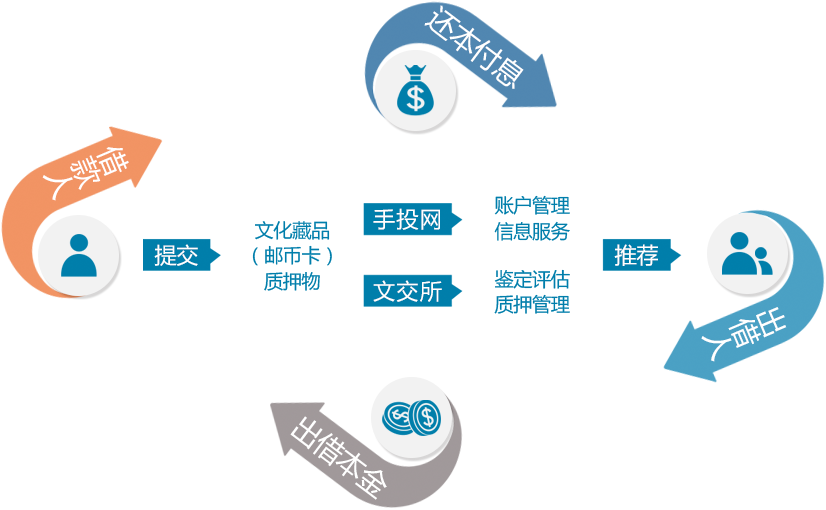 还本付息
借款人
提交
文化藏品
（邮币卡）
质押物
手投网
文交所
账户管理
信息服务
鉴定评估
质押管理
推荐
出借人
出借本金